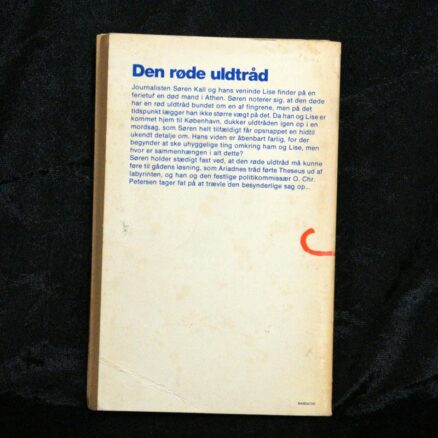 Den røde uldtråd
Journalisten Søren Kall og hans veninde Lise finder på en
ferietur en død mand i Athen. Søren noterer sig, at den døde
har en rød uldtråd bundet om en af fingrene, men på det
tidspunkt lægger han ikke større vægt på det. Da han og Lise er
kommet hjem til København, dukker uldtråden igen op i en
mordsag, som Søren helt tilfældigt får opsnappet en hidtil
ukendt detalje om. Hans viden er åbenbart farlig, for der
begynder at ske uhyggelige ting omkring ham og Lise, men
hvor er sammenhængen i alt dette?
Søren holder stædigt fast ved, at den røde uldtråd må kunne
føre til gådens løsning, som Ariadnes tråd førte Theseus ud af
labyrinten, og han og den festlige politikommissær O. Chr.
Petersen tager fat på at trævle den besynderlige sag op...